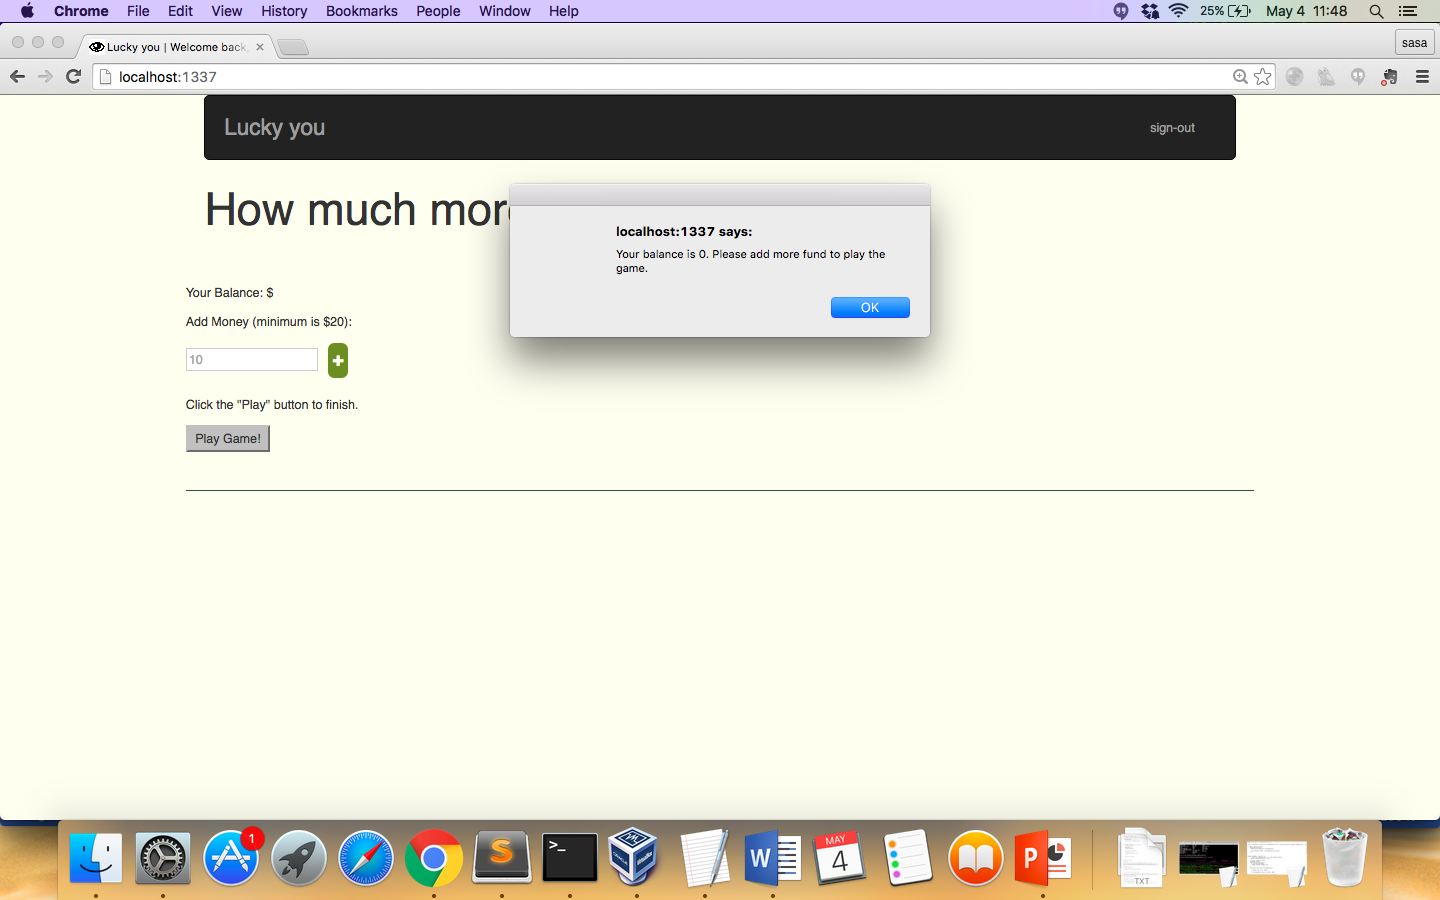 Chrome File Edit View History Bookmarks People Window Help 25% May 4 11:48
Lucky you | Welcome back,
sasa
localhost:1337
Lucky you sign-out
How much mor
localhost:1337 says:
Your balance is 0. Please add more fund to play the
game.
OK
Your Balance: $
Add Money (minimum is $20):
10
Click the "Play" button to finish.
Play Game!
1
MAY
4
TXT